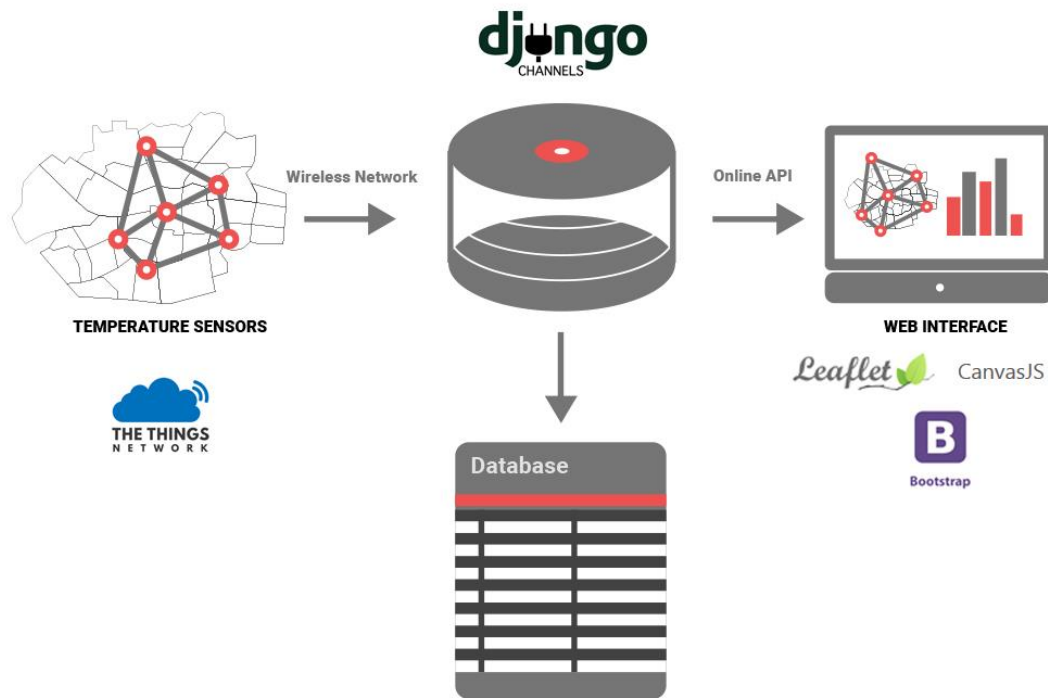 django
CHANNELS
Wireless Network
Online API
TEMPERATURE SENSORS
WEB INTERFACE
THE THINGS
NETWORK
Leaflet
CanvasJS
B
Bootstrap
Database